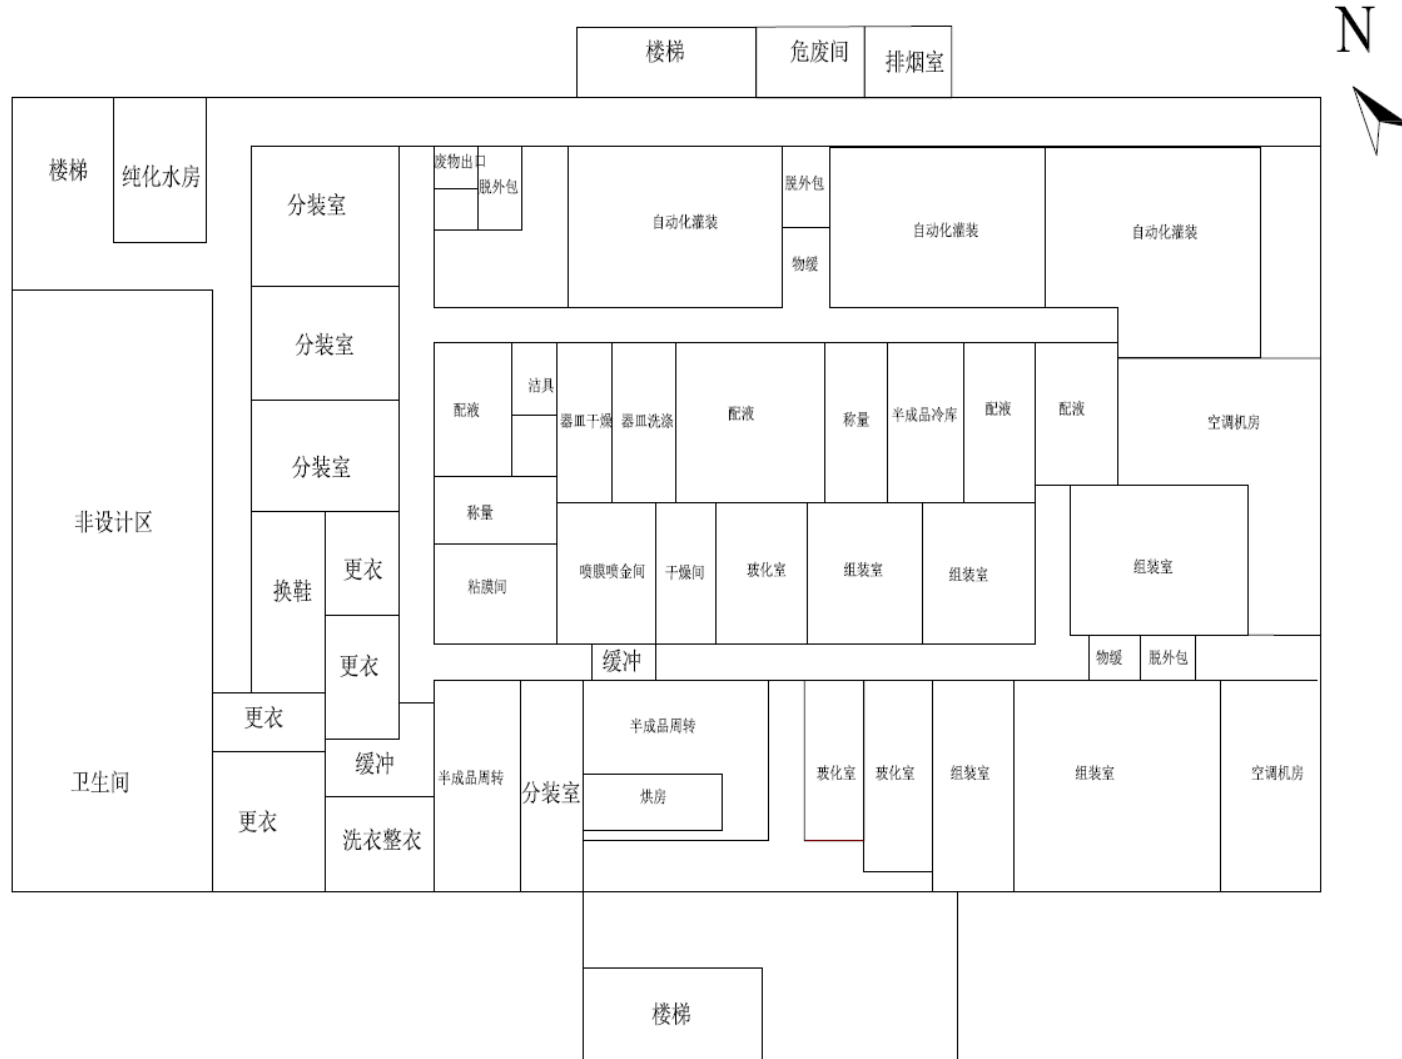 N
楼梯
危废间
排烟室
楼梯
纯化水房
分装室
废物出口
脱外包
自动化灌装
脱外包
物缓
自动化灌装
自动化灌装
分装室
配液
洁具
器皿干燥
器皿洗涤
配液
称量
半成品冷库
配液
配液
空调机房
分装室
非设计区
称量
粘膜间
喷膜喷金间
干燥间
玻化室
组装室
组装室
组装室
换鞋
更衣
更衣
缓冲
物缓
脱外包
更衣
缓冲
半成品周转
分装室
半成品周转
烘房
玻化室
玻化室
组装室
组装室
空调机房
卫生间
更衣
洗衣整衣
楼梯